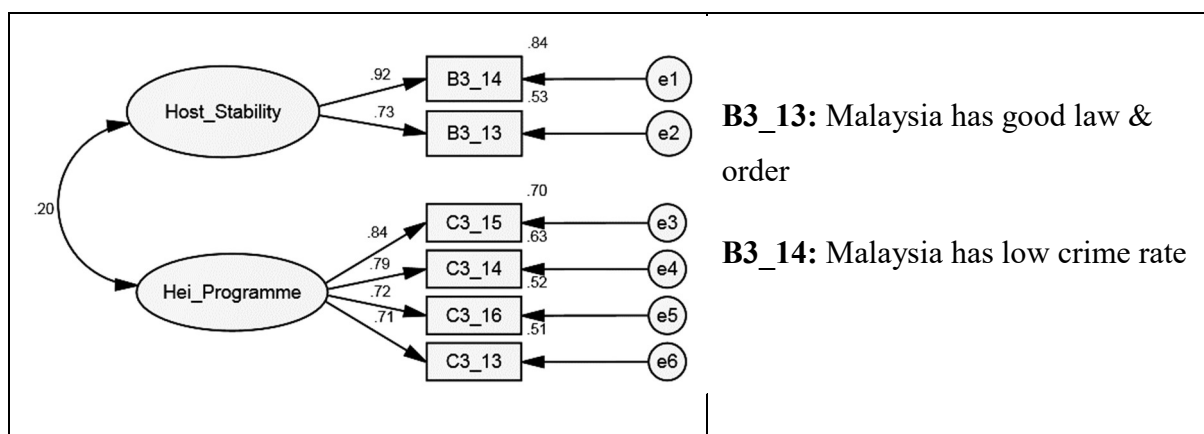 .84
.92
B3_14
e1
.53
Host_Stability
.73
B3_13
e2
.20
.70
.84
C3_15
e3
.63
.79
C3_14
e4
.52
Hei_Programme
.72
C3_16
e5
.51
.71
C3_13
e6
B3_13: Malaysia has good law &
order
B3_14: Malaysia has low crime rate